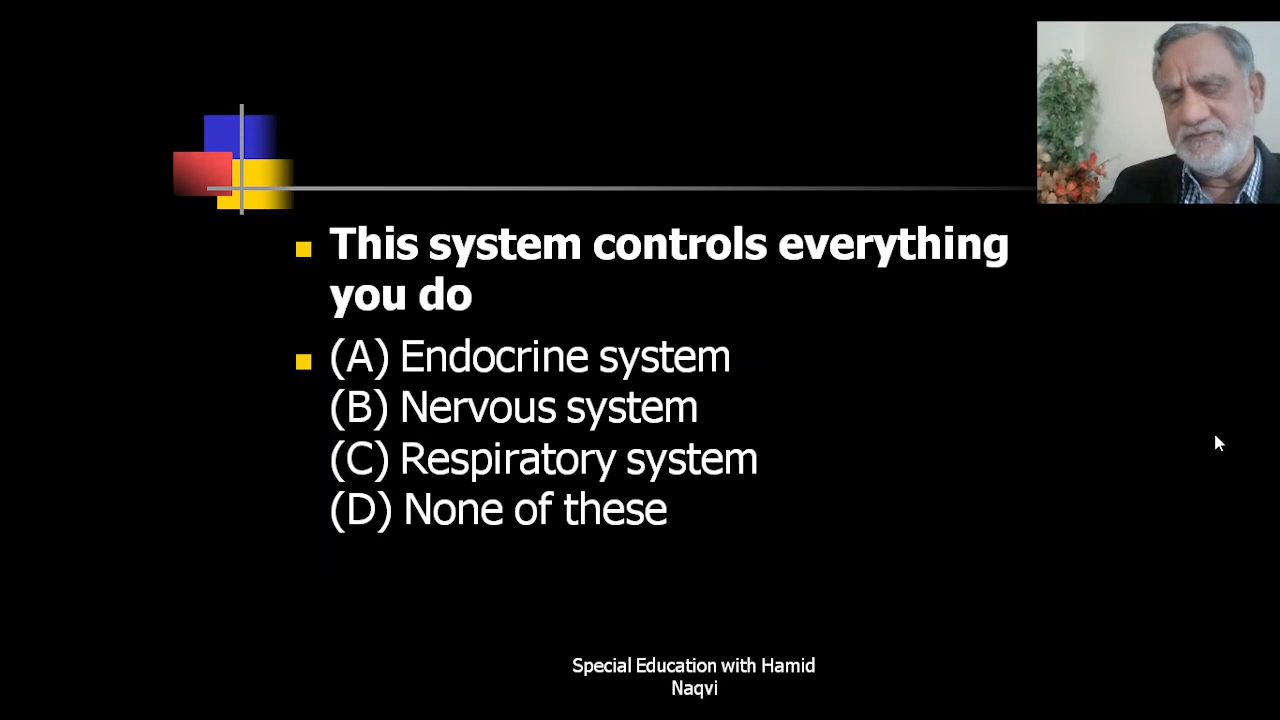 This system controls everything
you do
(A) Endocrine system
(B) Nervous system
(C) Respiratory system
(D) None of these
Special Education with Hamid
Naqvi